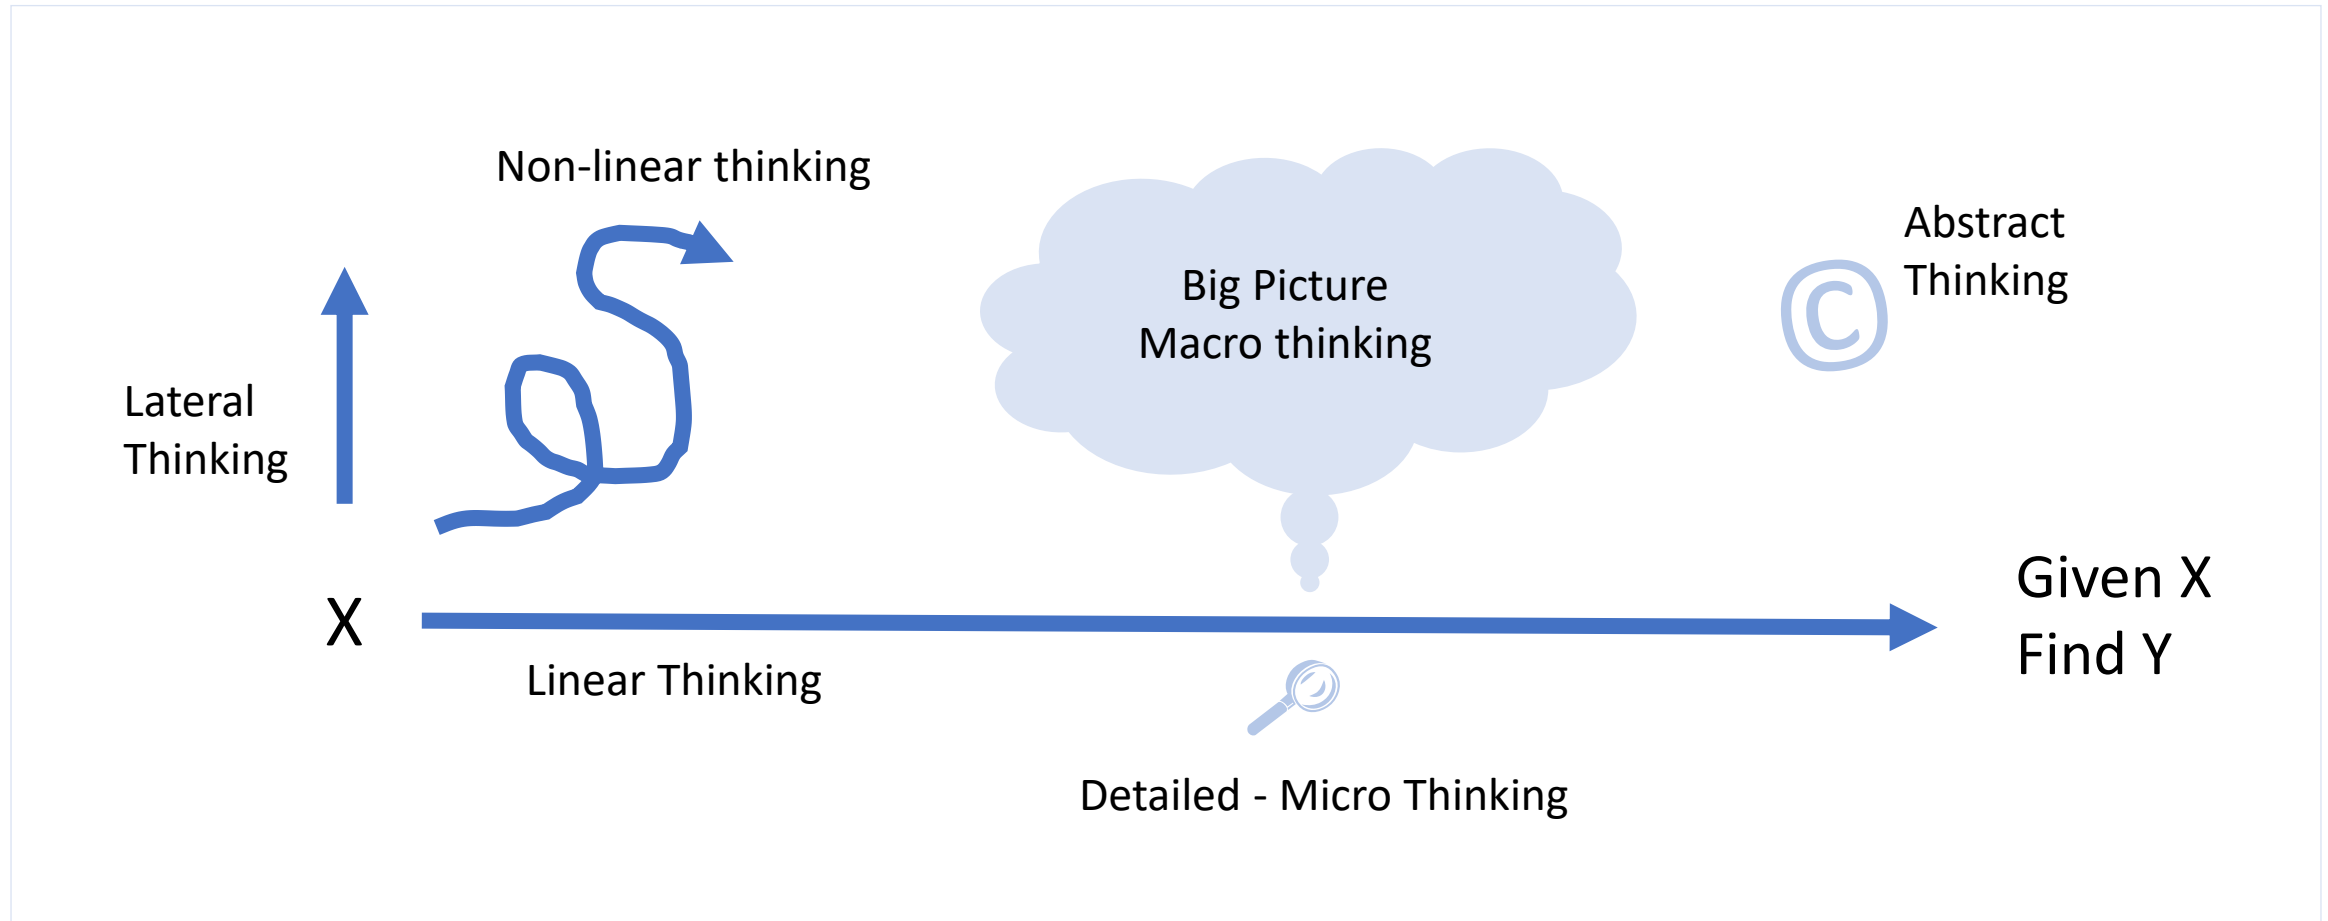 Non-linear thinking
Lateral
Thinking
Big Picture
Macro thinking
©
Abstract
Thinking
X
Given X
Find Y
Linear Thinking
Detailed - Micro Thinking